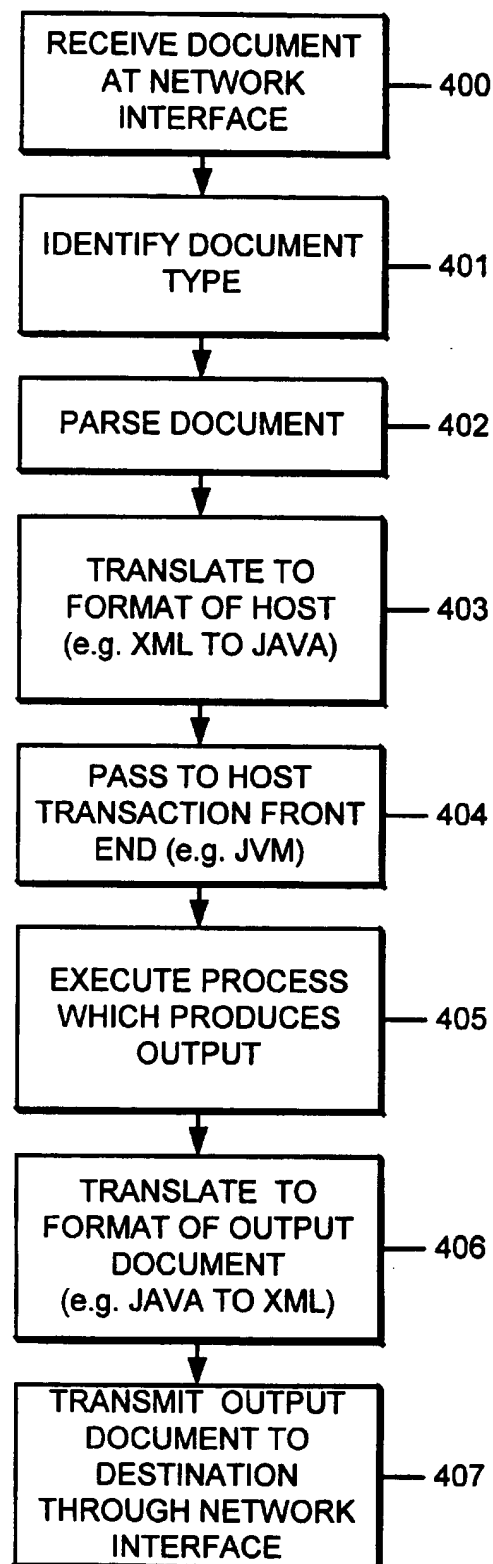 RECEIVE DOCUMENT
AT NETWORK
INTERFACE
400
IDENTIFY DOCUMENT
TYPE
401
PARSE DOCUMENT
402
TRANSLATE TO
FORMAT OF HOST
(e.g. XML TO JAVA)
403
PASS TO HOST
TRANSACTION FRONT
END (e.g. JVM)
404
EXECUTE PROCESS
WHICH PRODUCES
OUTPUT
405
TRANSLATE TO
FORMAT OF OUTPUT
DOCUMENT
(e.g. JAVA TO XML)
406
TRANSMIT OUTPUT
DOCUMENT TO
DESTINATION
THROUGH NETWORK
INTERFACE
407